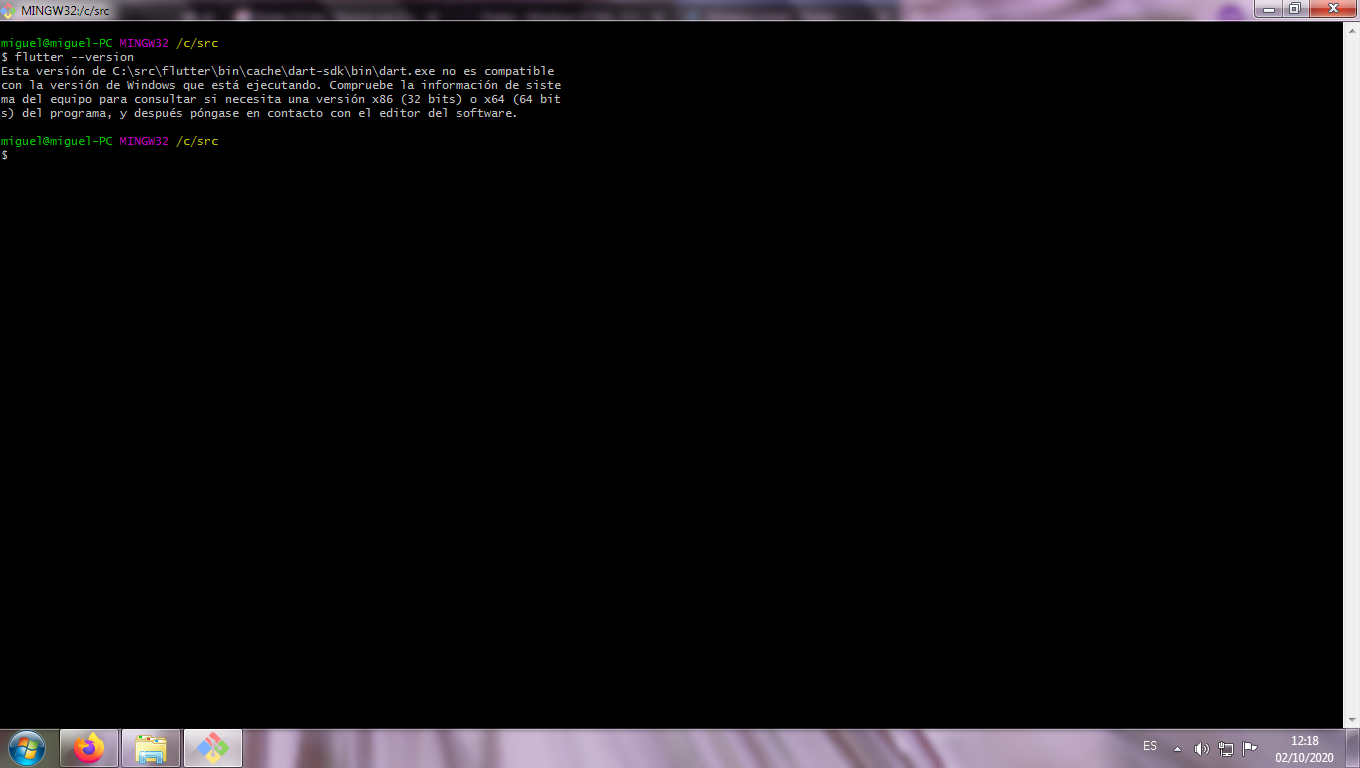 MINGW32:/c/src
miguel@miguel-PC MINGW32 /c/src
$ flutter --version
Esta versión de C:\src\flutter\bin\cache\dart-sdk\bin\dart.exe no es compatible
con la versión de Windows que está ejecutando. Compruebe la información de siste
ma del equipo para consultar si necesita una versión x86 (32 bits) o x64 (64 bit
s) del programa, y después póngase en contacto con el editor del software.
miguel@miguel-PC MINGW32 /c/src
$
ES
12:18
02/10/2020